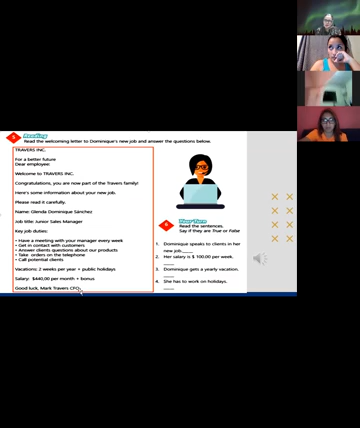 5 Reading
Read the welcoming letter to Dominique's new job and answer the questions below.
TRAVERS INC.
For a better future
Dear employee:
Welcome to TRAVERS INC.
Congratulations, you are now part of the Travers family!
Here's some information about your new job,
Please read it carefully.
Name: Glenda Dominique Sánchez
Job title: Junior Sales Manager
Key job duties:
• Have a meeting with your manager every week
• Get in contact with customers
• Answer clients questions about our products
• Take orders on the telephone
• Call potential clients
Vacations: 2 weeks per year + public holidays
Salary: $440,00 per month + bonus
Good luck, Mark Travers CFO.
6 Your Turn
Read the sentences.
Say if they are True or False
1. Dominique speaks to clients in her
new job.____
2. Her salary is $ 100.00 per week.
____
3. Dominique gets a yearly vacation.
____
4. She has to work on holidays.
____